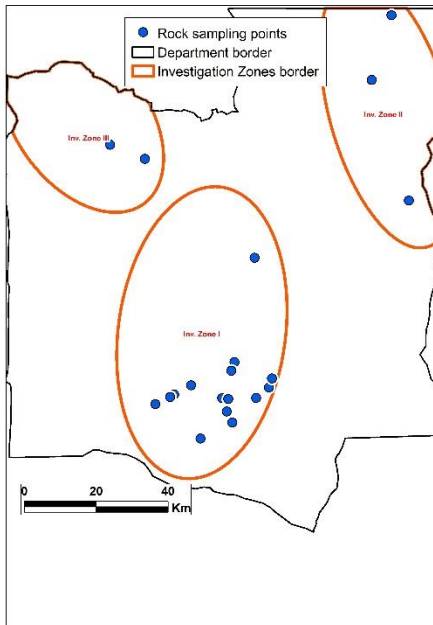 Rock sampling points
Department border
Investigation Zones border
Inv. Zone III
Inv. Zone II
Inv. Zone I
0 20 40
Km